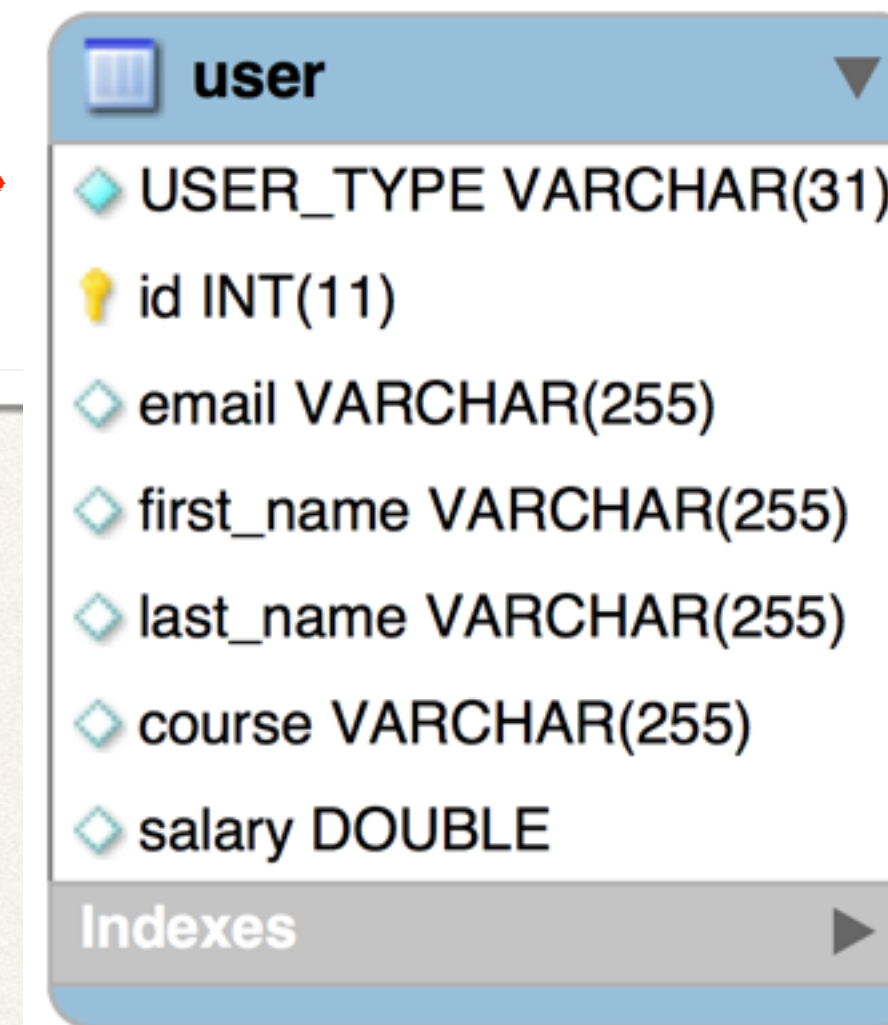 user
USER_TYPE VARCHAR(31)
id INT(11)
email VARCHAR(255)
first_name VARCHAR(255)
last_name VARCHAR(255)
course VARCHAR(255)
salary DOUBLE
Indexes